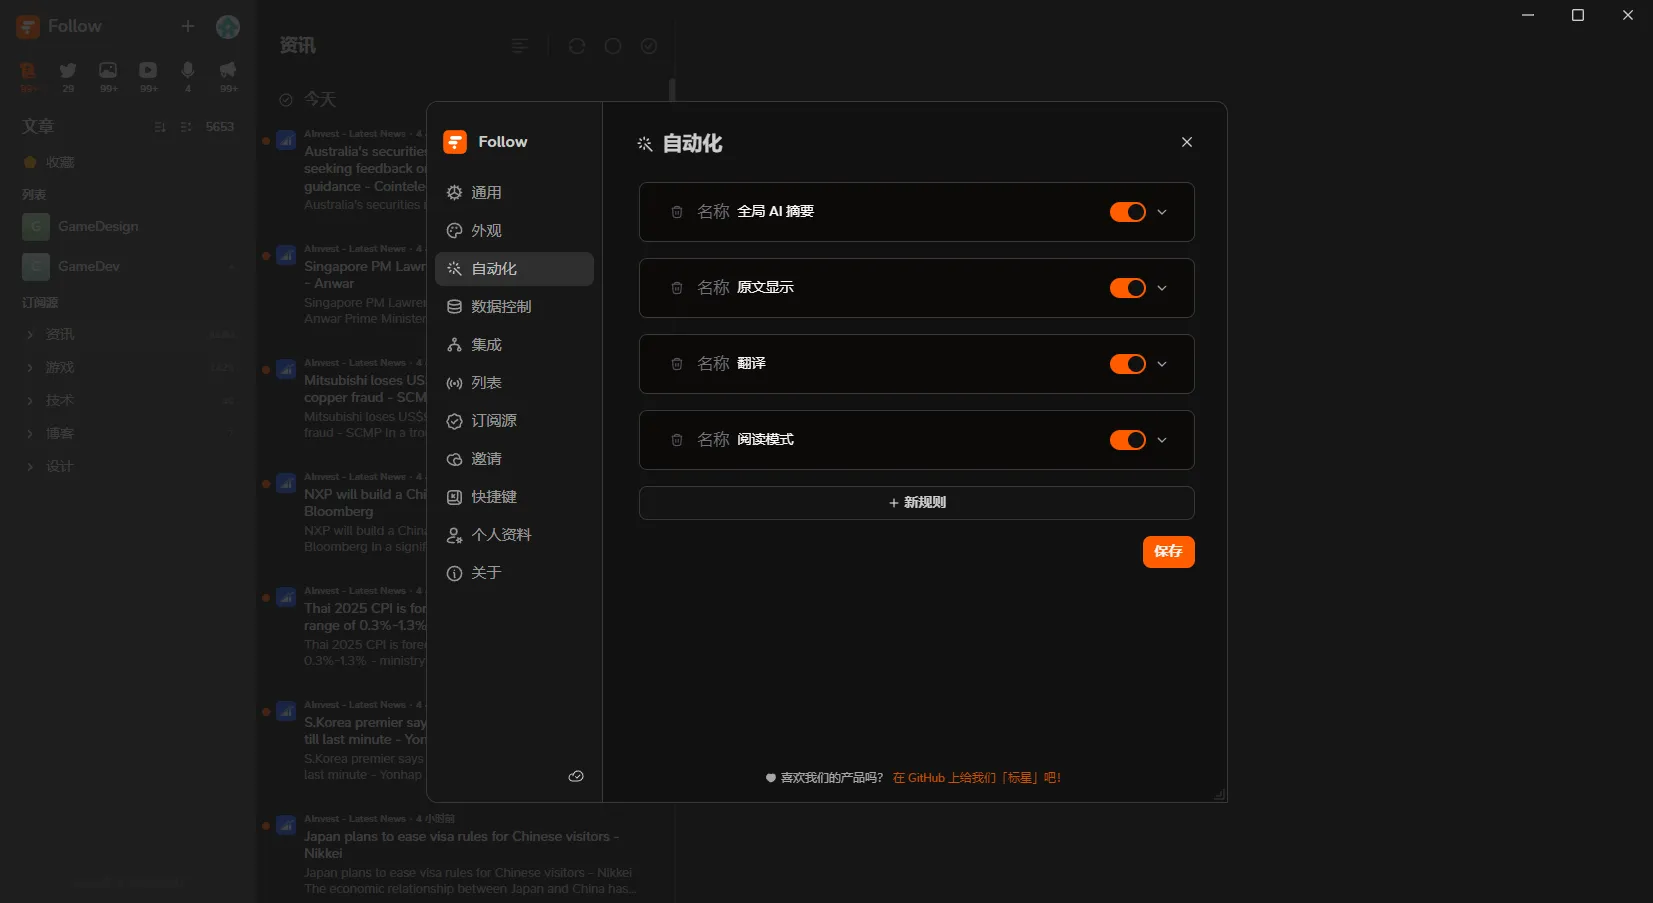 Follow
99+
29
99+
99+
4
99+
文章
5653
收藏
列表
GameDesign
GameDev
订阅源
资讯
游戏
技术
博客
设计
资讯
今天
AInvest - Latest News · 4
Australia's securities
seeking feedback o
guidance - Cointele
Australia's securities
AInvest - Latest News · 4
Singapore PM Lawr
- Anwar
Singapore PM Lawre
Anwar Prime Minister
AInvest - Latest News · 4
Mitsubishi loses US
copper fraud - SCM
Mitsubishi loses US$
fraud - SCMP In a tro
AInvest - Latest News · 4
NXP will build a Chi
Bloomberg
NXP will build a China
Bloomberg In a signif
AInvest - Latest News · 4
Thai 2025 CPI is for
range of 0.3%-1.3%
Thai 2025 CPI is fore
0.3%-1.3% - ministry
AInvest - Latest News · 4
S.Korea premier say
till last minute - Yon
S.Korea premier says
last minute - Yonhap
AInvest - Latest News · 4 小时前
Japan plans to ease visa rules for Chinese visitors -
Nikkei
Japan plans to ease visa rules for Chinese visitors - Nikkei
The economic relationship between Japan and China has...
Follow
通用
外观
自动化
数据控制
集成
列表
订阅源
邀请
快捷键
个人资料
关于
自动化
名称 全局 AI 摘要
名称 原文显示
名称 翻译
名称 阅读模式
+ 新规则
保存
喜欢我们的产品吗? 在 GitHub 上给我们「标星」吧!